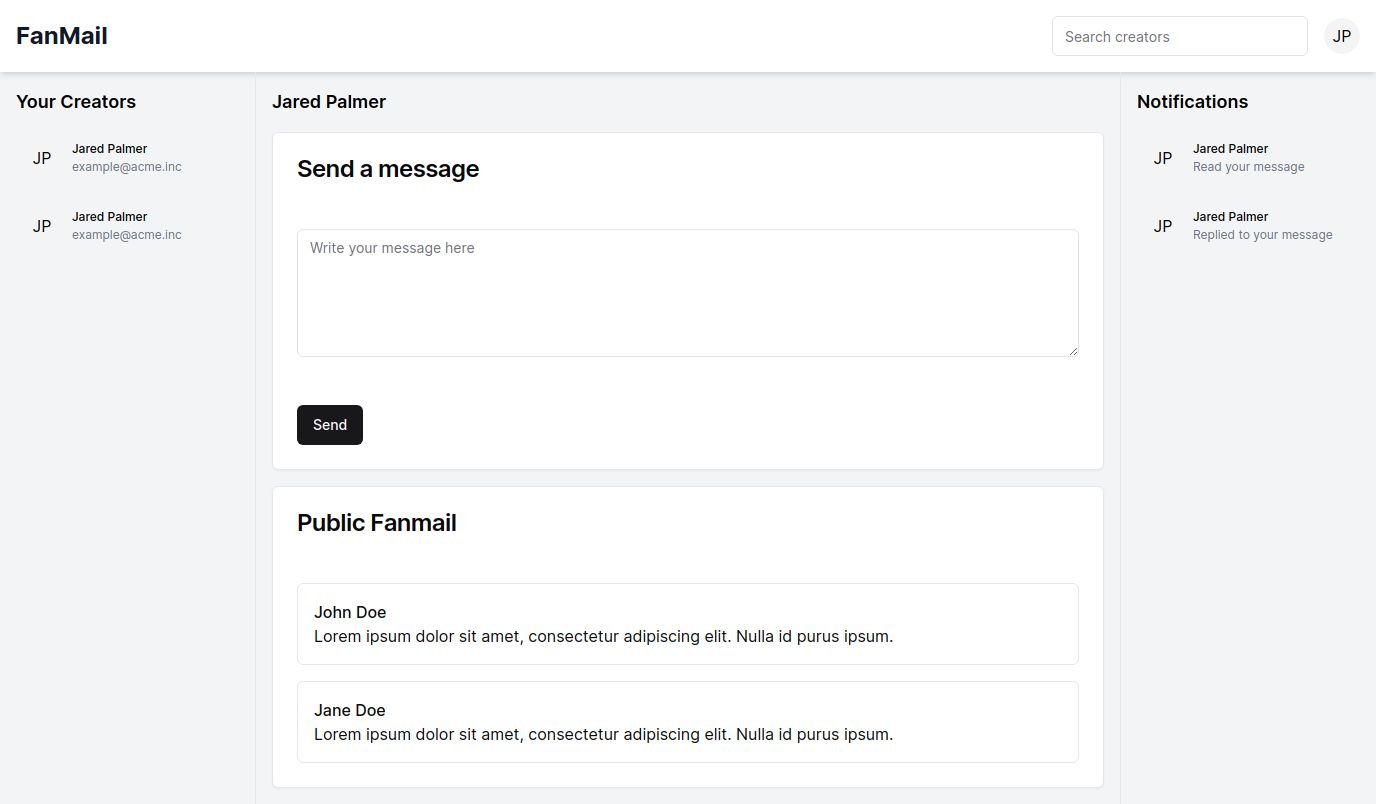 FanMail
Search creators
JP
Your Creators
JP
Jared Palmer
example@acme.inc
JP
Jared Palmer
example@acme.inc
Jared Palmer
Send a message
Write your message here
Send
Public Fanmail
John Doe
Lorem ipsum dolor sit amet, consectetur adipiscing elit. Nulla id purus ipsum.
Jane Doe
Lorem ipsum dolor sit amet, consectetur adipiscing elit. Nulla id purus ipsum.
Notifications
JP
Jared Palmer
Read your message
JP
Jared Palmer
Replied to your message